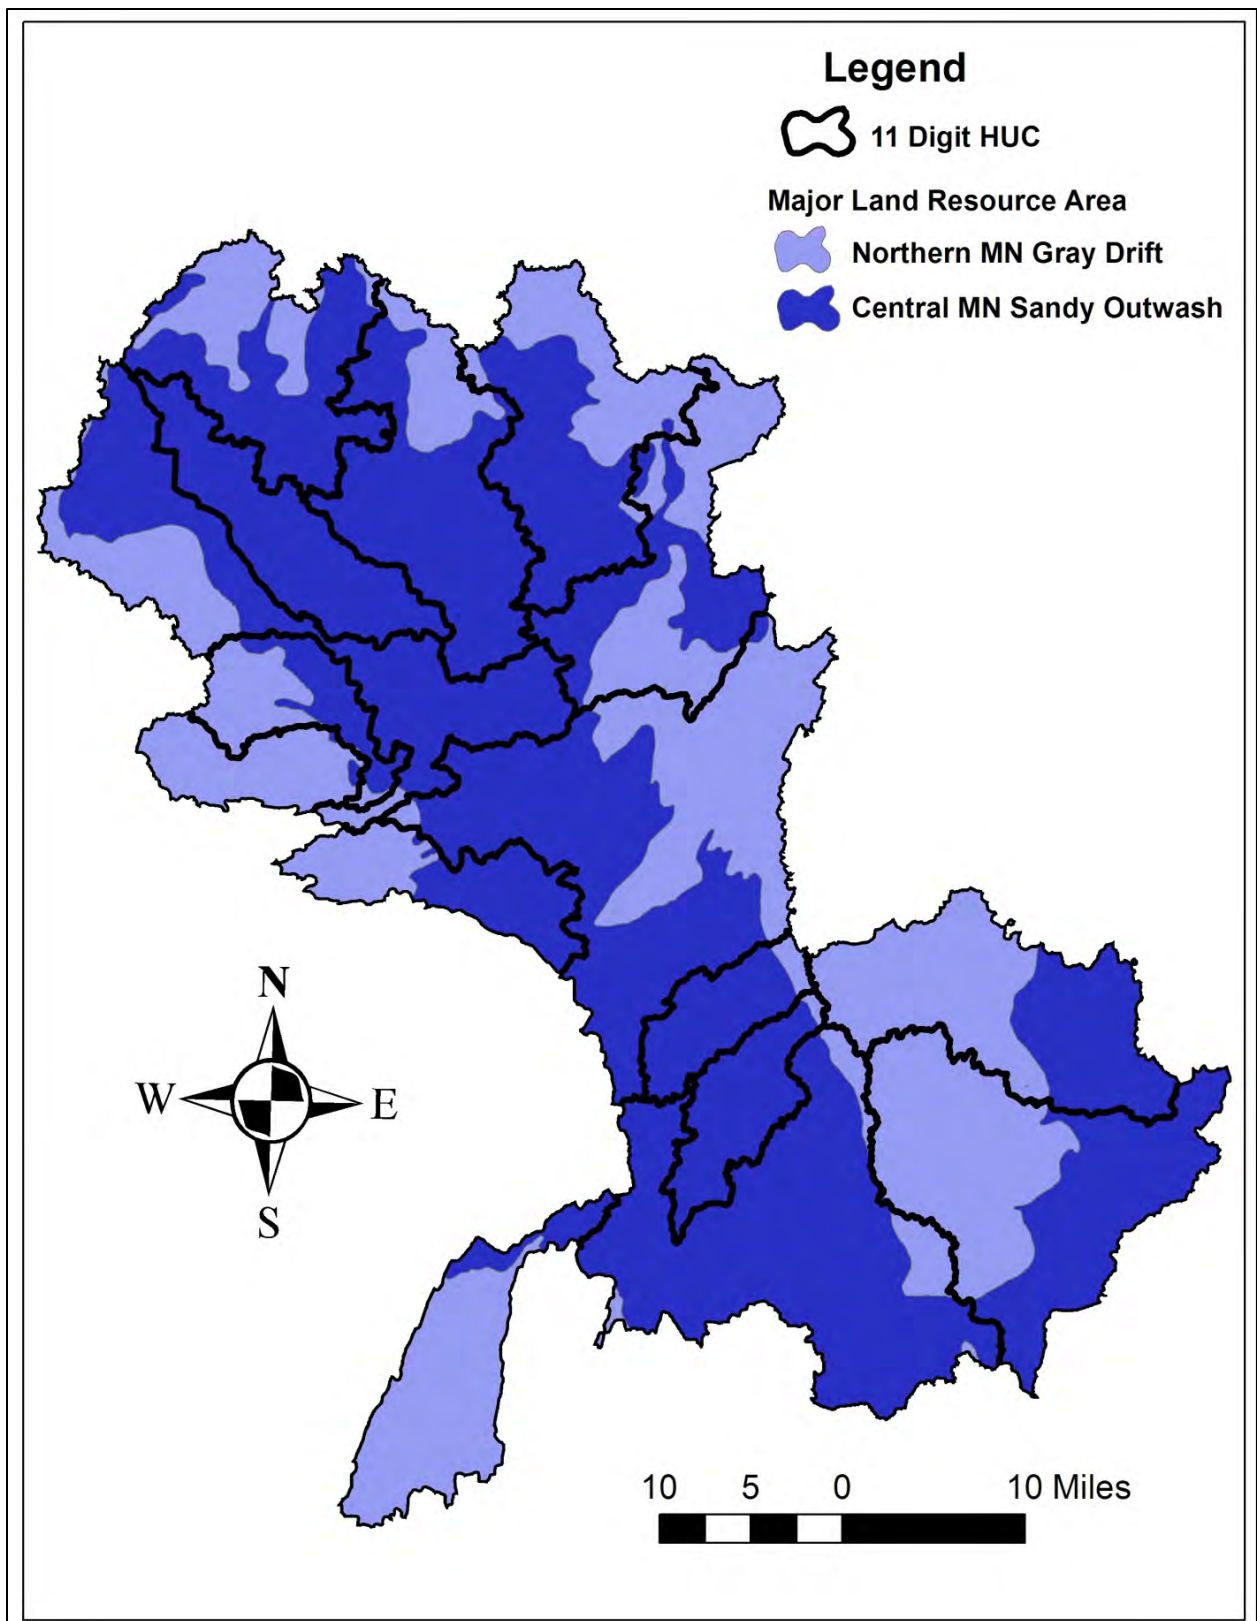 Legend
11 Digit HUC
Major Land Resource Area
Northern MN Gray Drift
Central MN Sandy Outwash
N
W E
S
10 5 0 10 Miles